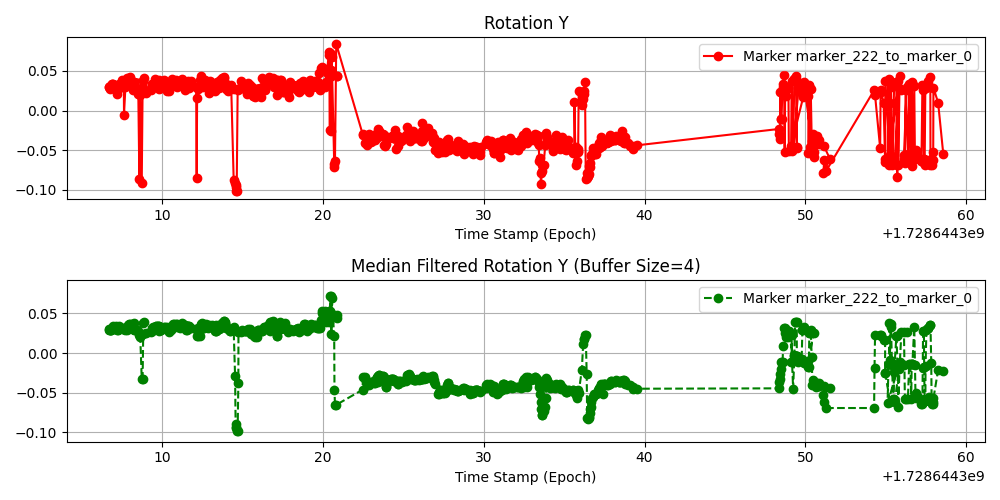 Rotation Y
Marker marker_222_to_marker_0
0.05
0.00
−0.05
−0.10
10 20 30 40 50 60
Time Stamp (Epoch)
+1.7286443e9
Median Filtered Rotation Y (Buffer Size=4)
Marker marker_222_to_marker_0
0.05
0.00
−0.05
−0.10
10 20 30 40 50 60
Time Stamp (Epoch)
+1.7286443e9